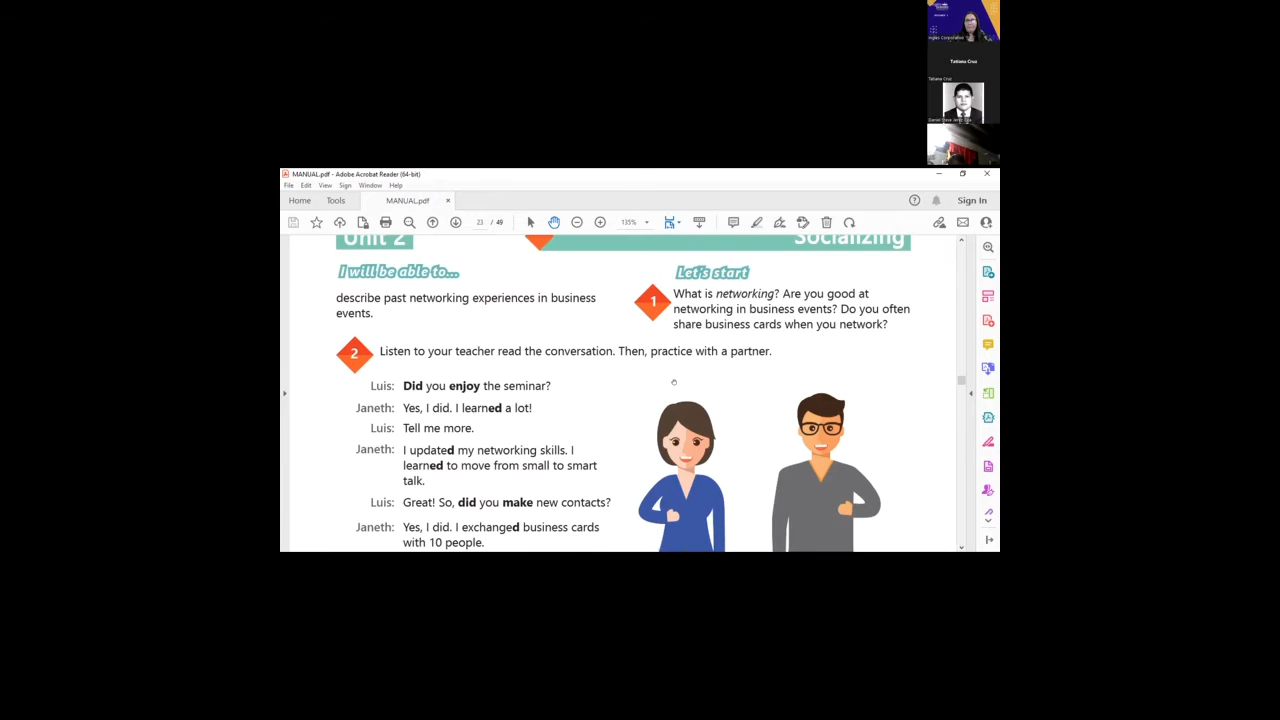 Ingles Corporativo
Tatiana Cruz
Tatiana Cruz
MANUAL.pdf - Adobe Acrobat Reader (64-bit)
File Edit View Sign Window Help
Home Tools MANUAL.pdf × Sign In
23 / 49 135%
Unit 2 Socializing
I will be able to...
describe past networking experiences in business
events.
Let's start
1 What is networking? Are you good at
networking in business events? Do you often
share business cards when you network?
2 Listen to your teacher read the conversation. Then, practice with a partner.
Luis: Did you enjoy the seminar?
Janeth: Yes, I did. I learned a lot!
Luis: Tell me more.
Janeth: I updated my networking skills. I
learned to move from small to smart
talk.
Luis: Great! So, did you make new contacts?
Janeth: Yes, I did. I exchanged business cards
with 10 people.